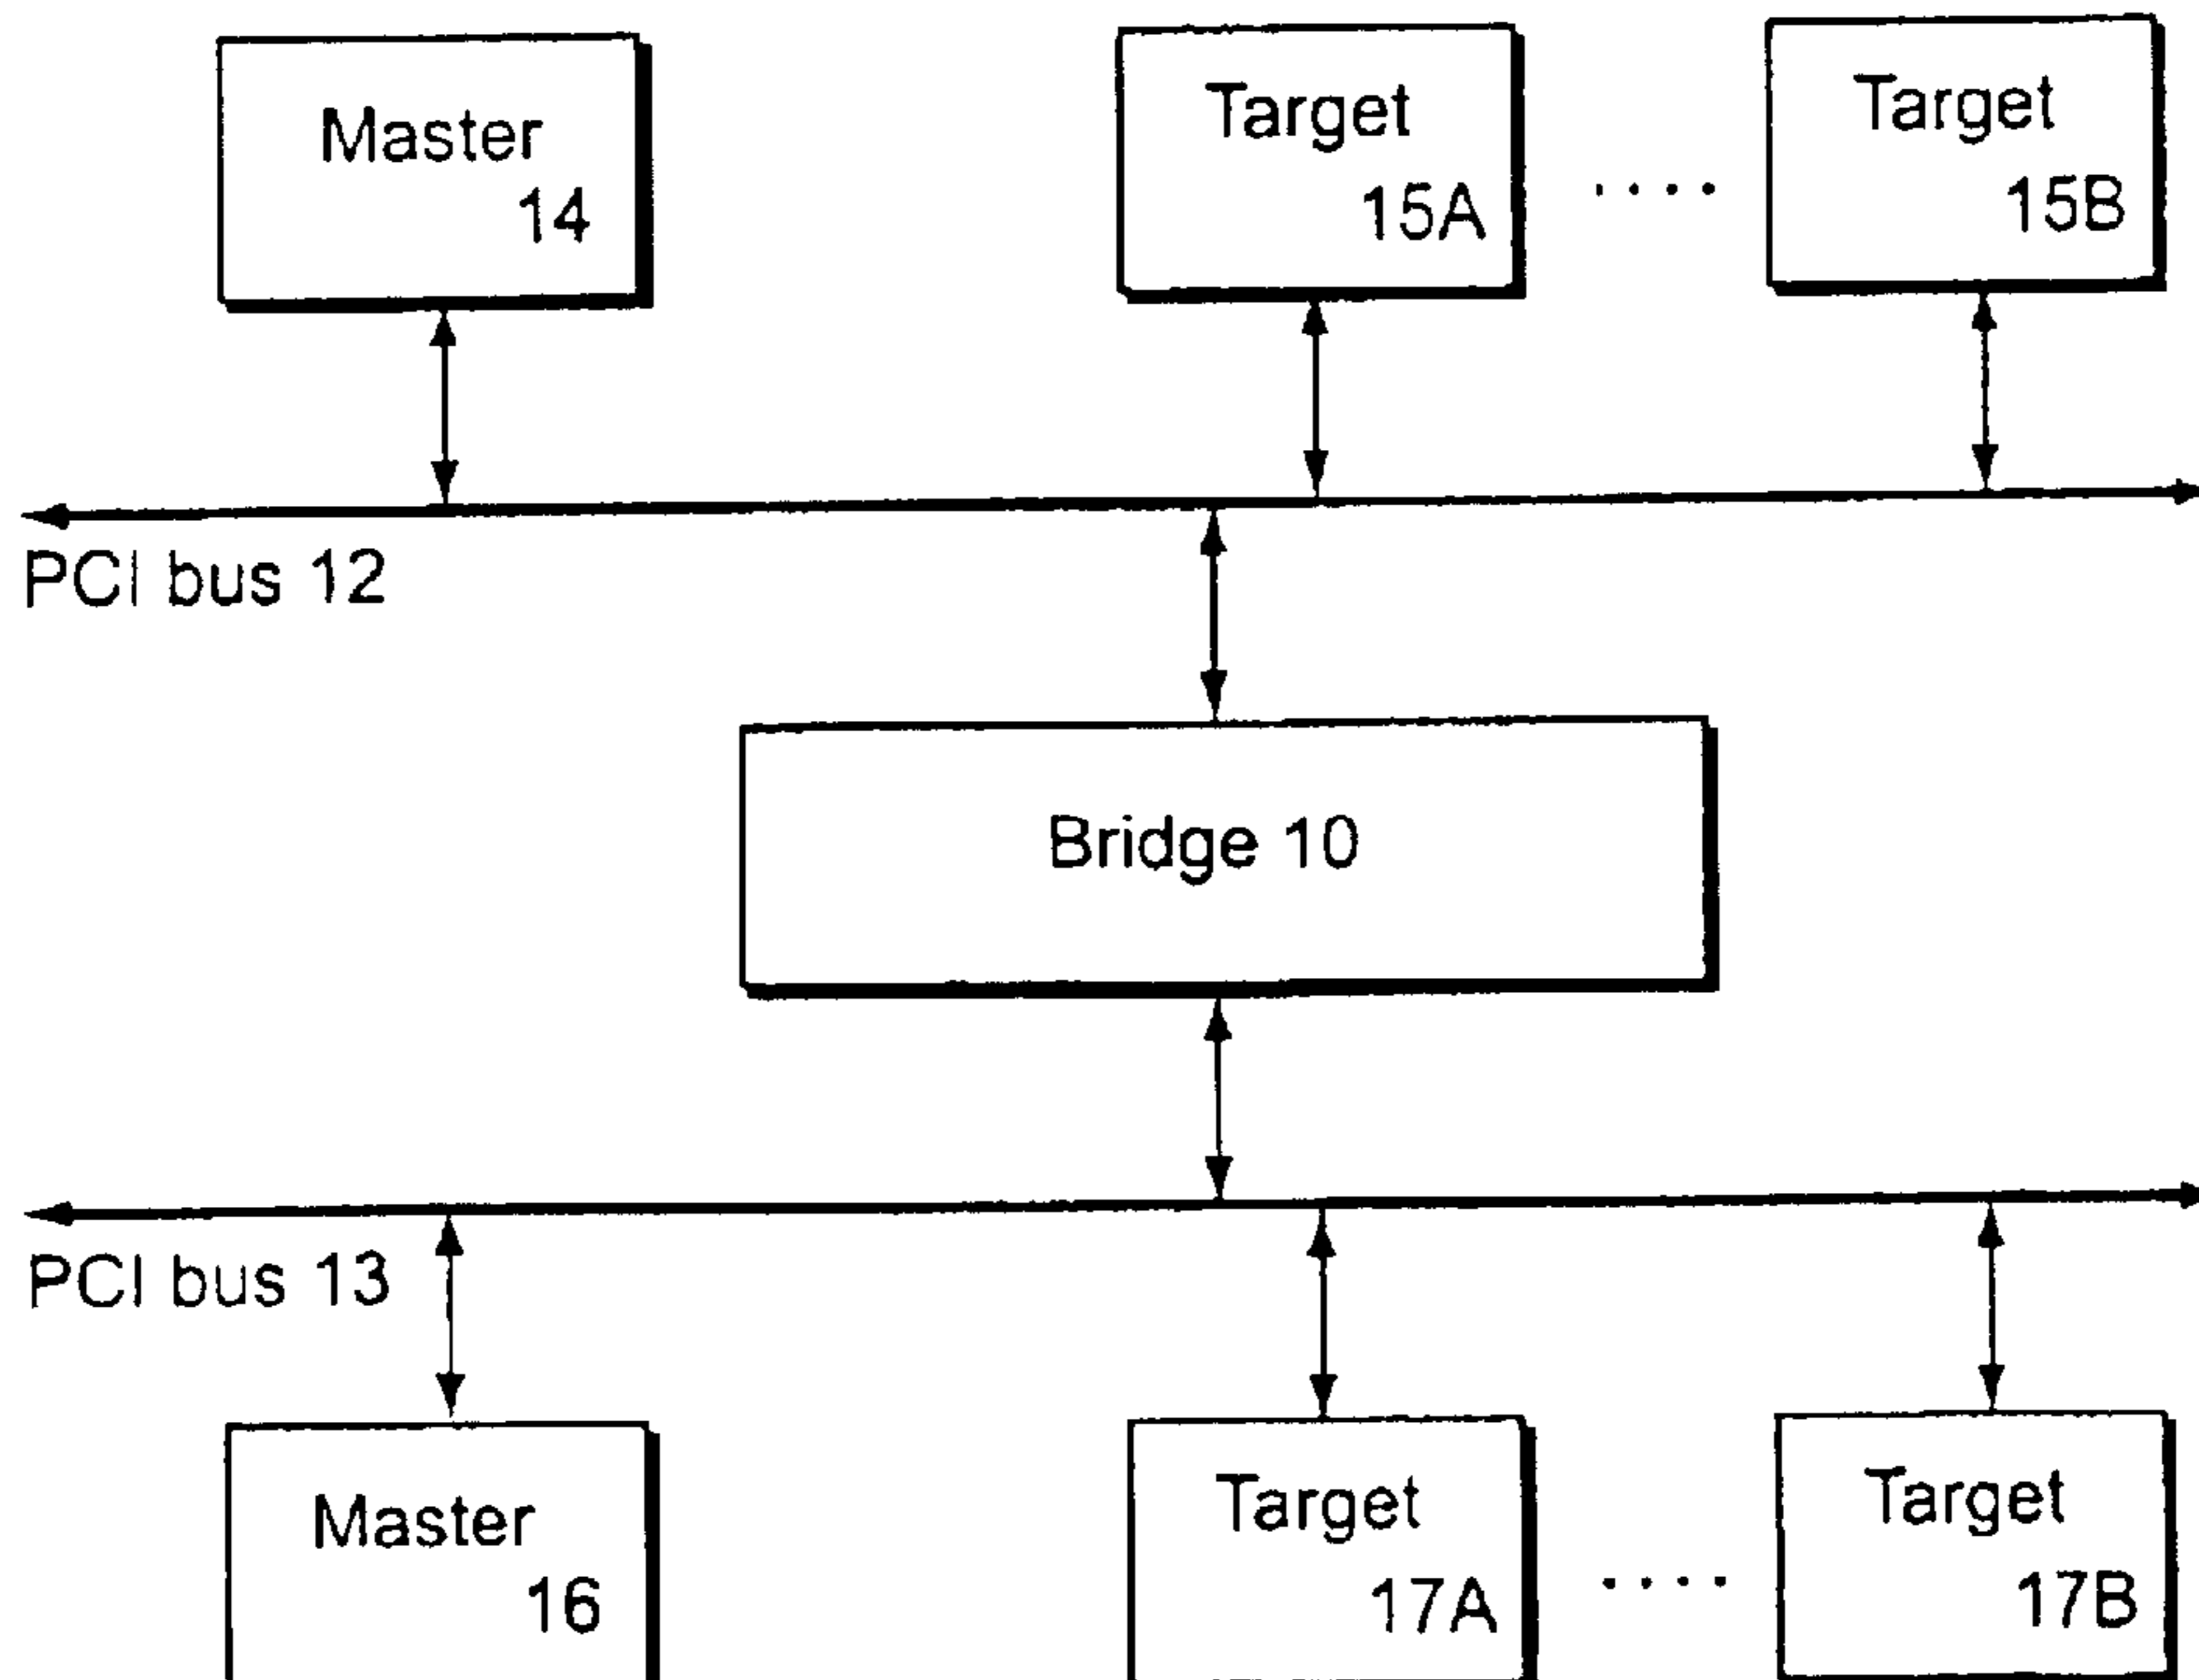 Master
14
Target
15A
Target
15B
PCI bus 12
Bridge 10
PCI bus 13
Master
16
Target
17A
Target
17B